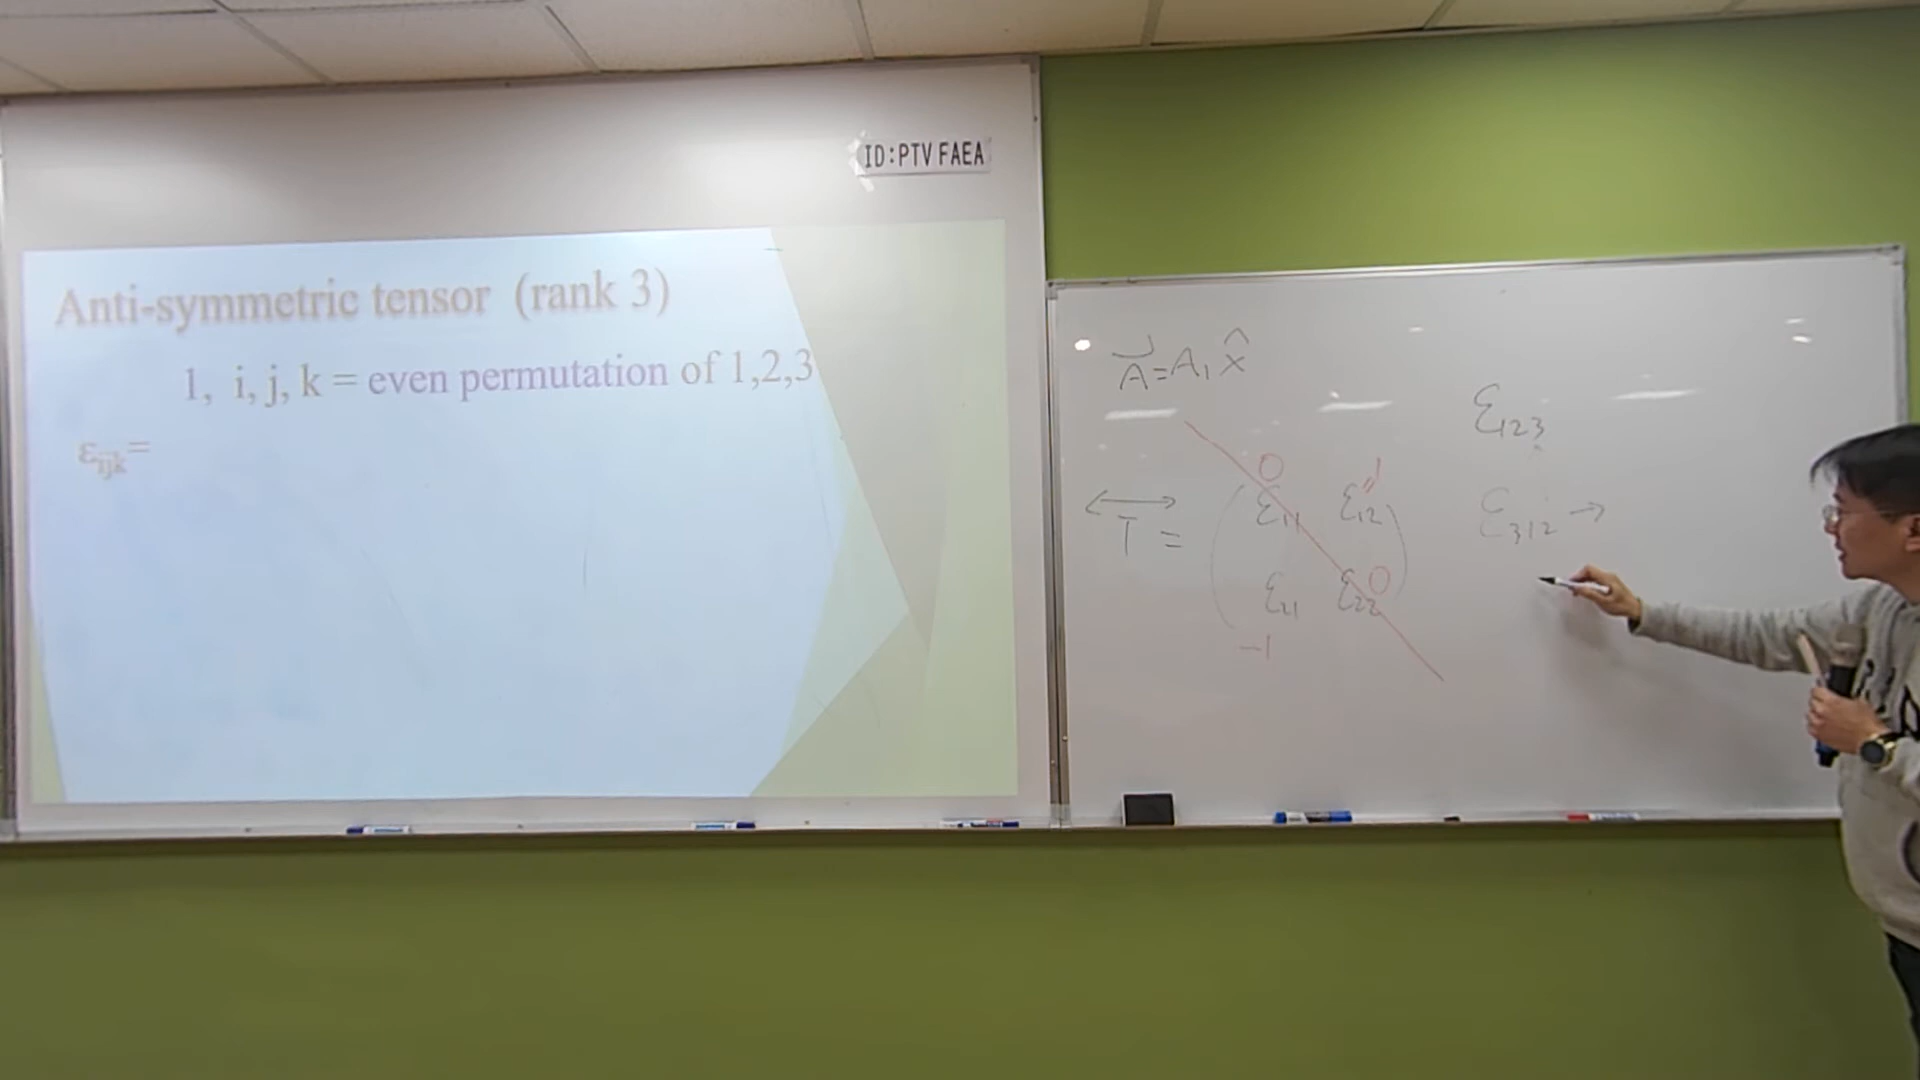 ID:PTV FAEA
Anti-symmetric tensor (rank 3)
1, i, j, k = even permutation of 1,2,3
εijk=
A=A₁ x̂
ε₁₂₃
0 1
T = ( ε₁₁ ε₁₂ )
ε₃₁₂ →
ε₂₁ ε₂₂ 0
-1